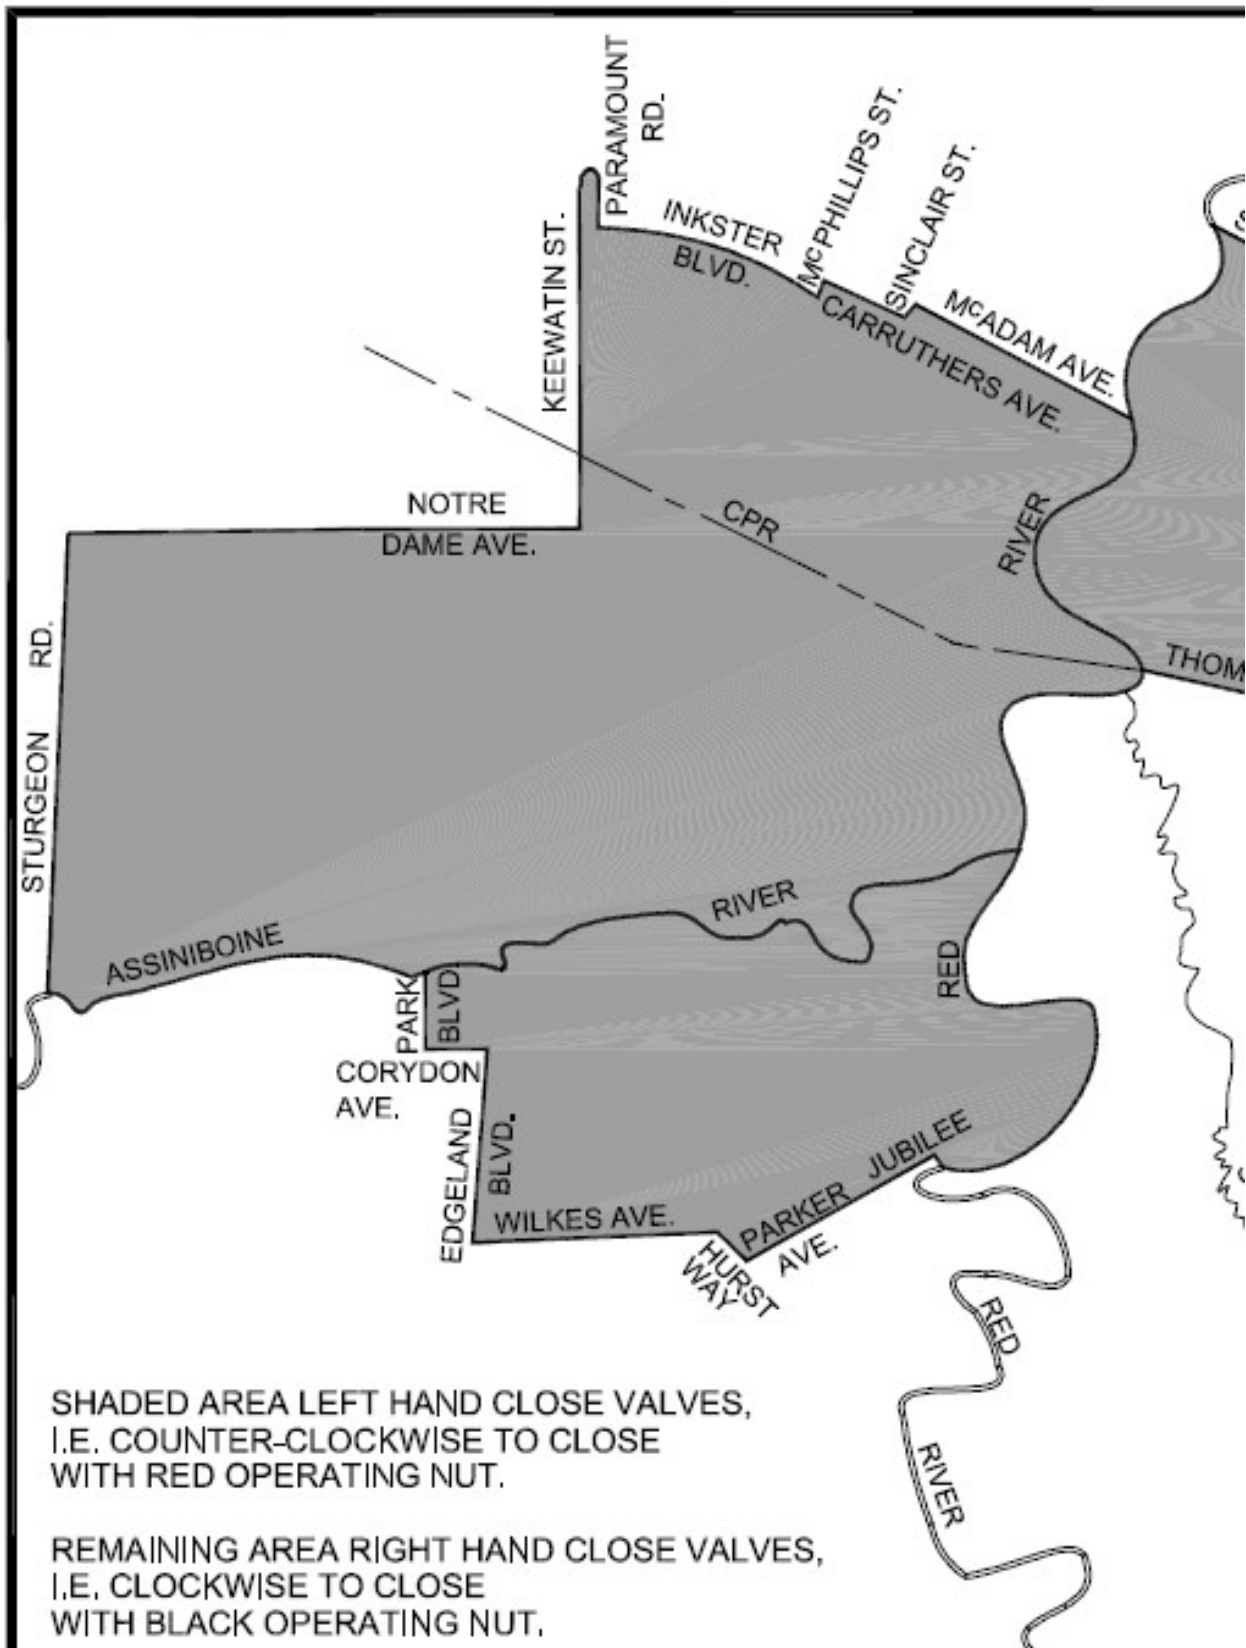 PARAMOUNT
RD.
McPHILLIPS ST.
SINCLAIR ST.
INKSTER
BLVD.
KEEWATIN ST.
CARRUTHERS AVE.
McADAM AVE.
NOTRE
DAME AVE.
CPR
RIVER
THOM
STURGEON RD.
ASSINIBOINE
RIVER
RED
PARK
BLVD
CORYDON
AVE.
EDGELAND
BLVD.
WILKES AVE.
HURST
WAY
PARKER
AVE.
JUBILEE
RED
RIVER
SHADED AREA LEFT HAND CLOSE VALVES,
I.E. COUNTER-CLOCKWISE TO CLOSE
WITH RED OPERATING NUT.
REMAINING AREA RIGHT HAND CLOSE VALVES,
I.E. CLOCKWISE TO CLOSE
WITH BLACK OPERATING NUT.